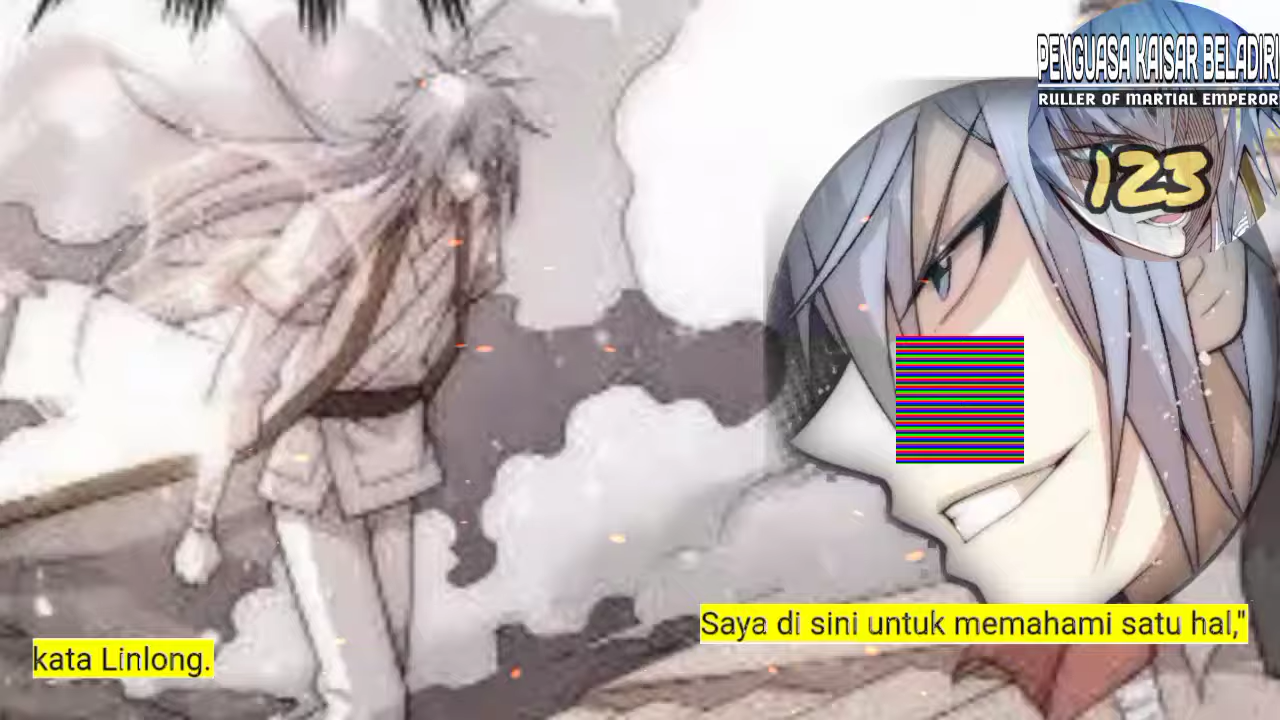 PENGUASA KAISAR BELADIRI
RULLER OF MARTIAL EMPEROR
123
Saya di sini untuk memahami satu hal,"
kata Linlong.